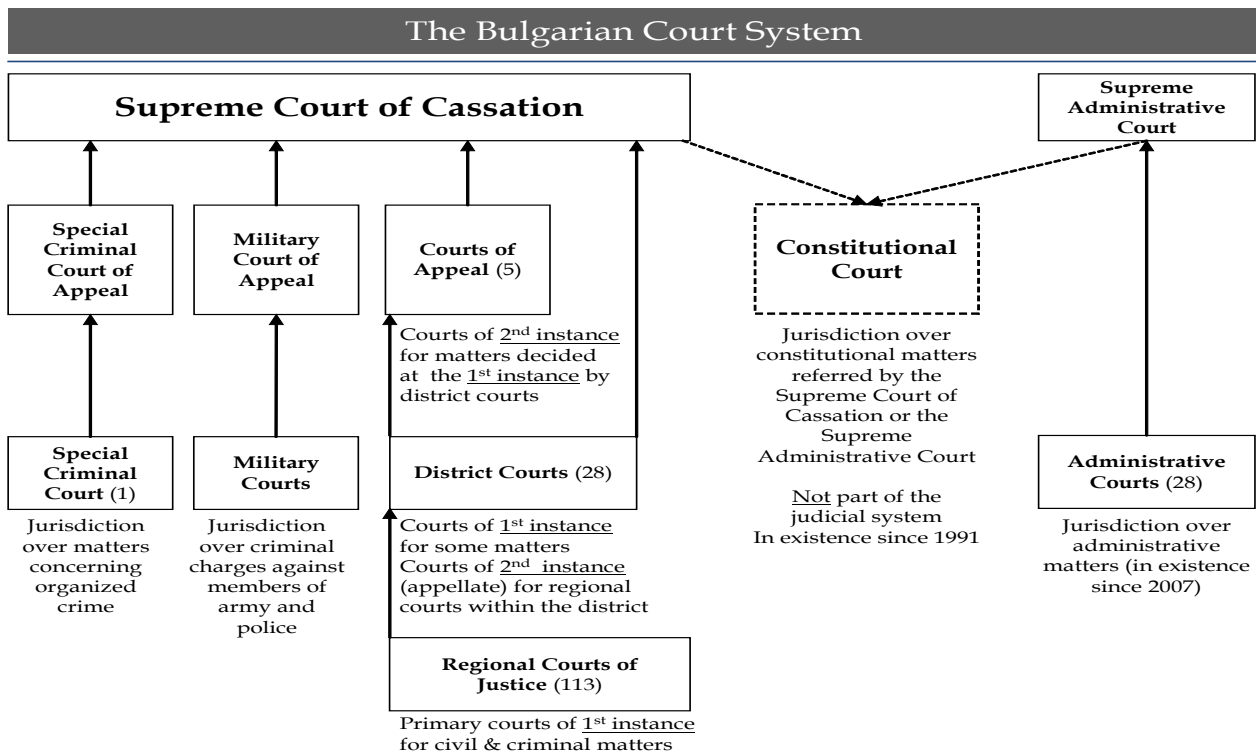 The Bulgarian Court System
Supreme Court of Cassation
Supreme
Administrative
Court
Special
Criminal
Court of
Appeal
Military
Court of
Appeal
Courts of
Appeal (5)
Constitutional
Court
Courts of 2nd instance
for matters decided
at the 1st instance by
district courts
Jurisdiction over
constitutional matters
referred by the
Supreme Court of
Cassation or the
Supreme
Administrative Court
Not part of the
judicial system
In existence since 1991
Special
Criminal
Court (1)
Jurisdiction
over matters
concerning
organized
crime
Military
Courts
Jurisdiction
over criminal
charges against
members of
army and
police
District Courts (28)
Courts of 1st instance
for some matters
Courts of 2nd instance
(appellate) for regional
courts within the district
Administrative
Courts (28)
Jurisdiction over
administrative
matters (in existence
since 2007)
Regional Courts of
Justice (113)
Primary courts of 1st instance
for civil & criminal matters